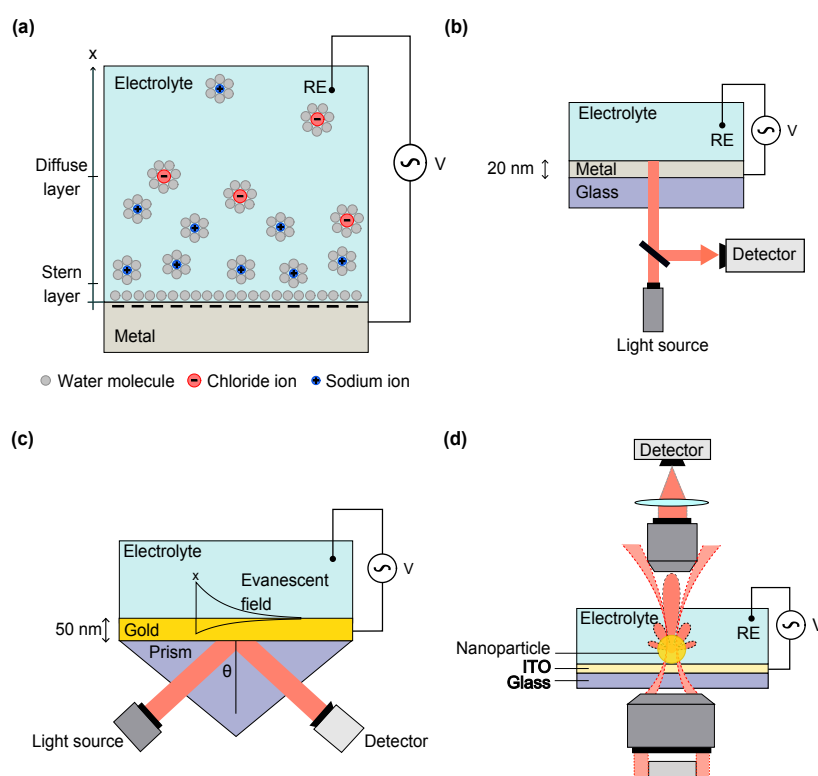 (a)
x
Electrolyte
RE
V
Diffuse
layer
Stern
layer
Metal
Water molecule
Chloride ion
Sodium ion
(b)
Electrolyte
RE
V
20 nm
Metal
Glass
Detector
Light source
(c)
Electrolyte
x
Evanescent
field
V
50 nm
Gold
Prism
θ
Light source
Detector
(d)
Detector
Electrolyte
RE
V
Nanoparticle
ITO
Glass